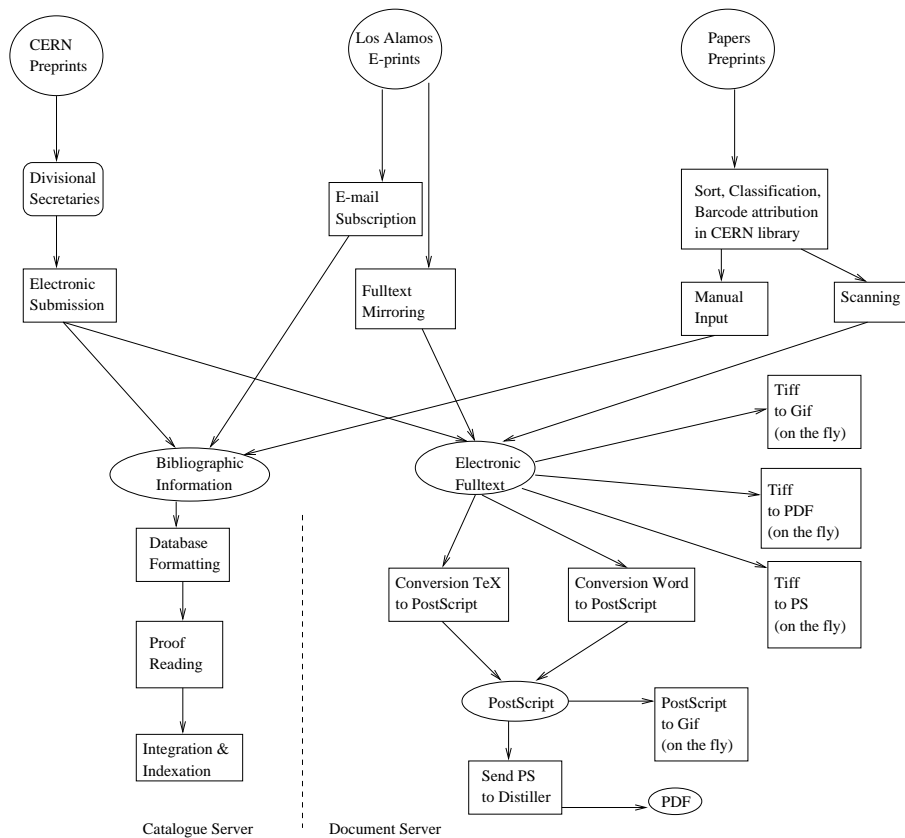 CERN
Preprints
Los Alamos
E-prints
Papers
Preprints
Divisional
Secretaries
E-mail
Subscription
Sort, Classification,
Barcode attribution
in CERN library
Electronic
Submission
Fulltext
Mirroring
Manual
Input
Scanning
Tiff
to Gif
(on the fly)
Bibliographic
Information
Electronic
Fulltext
Tiff
to PDF
(on the fly)
Database
Formatting
Conversion TeX
to PostScript
Conversion Word
to PostScript
Tiff
to PS
(on the fly)
Proof
Reading
PostScript
PostScript
to Gif
(on the fly)
Integration &
Indexation
Send PS
to Distiller
PDF
Catalogue Server
Document Server